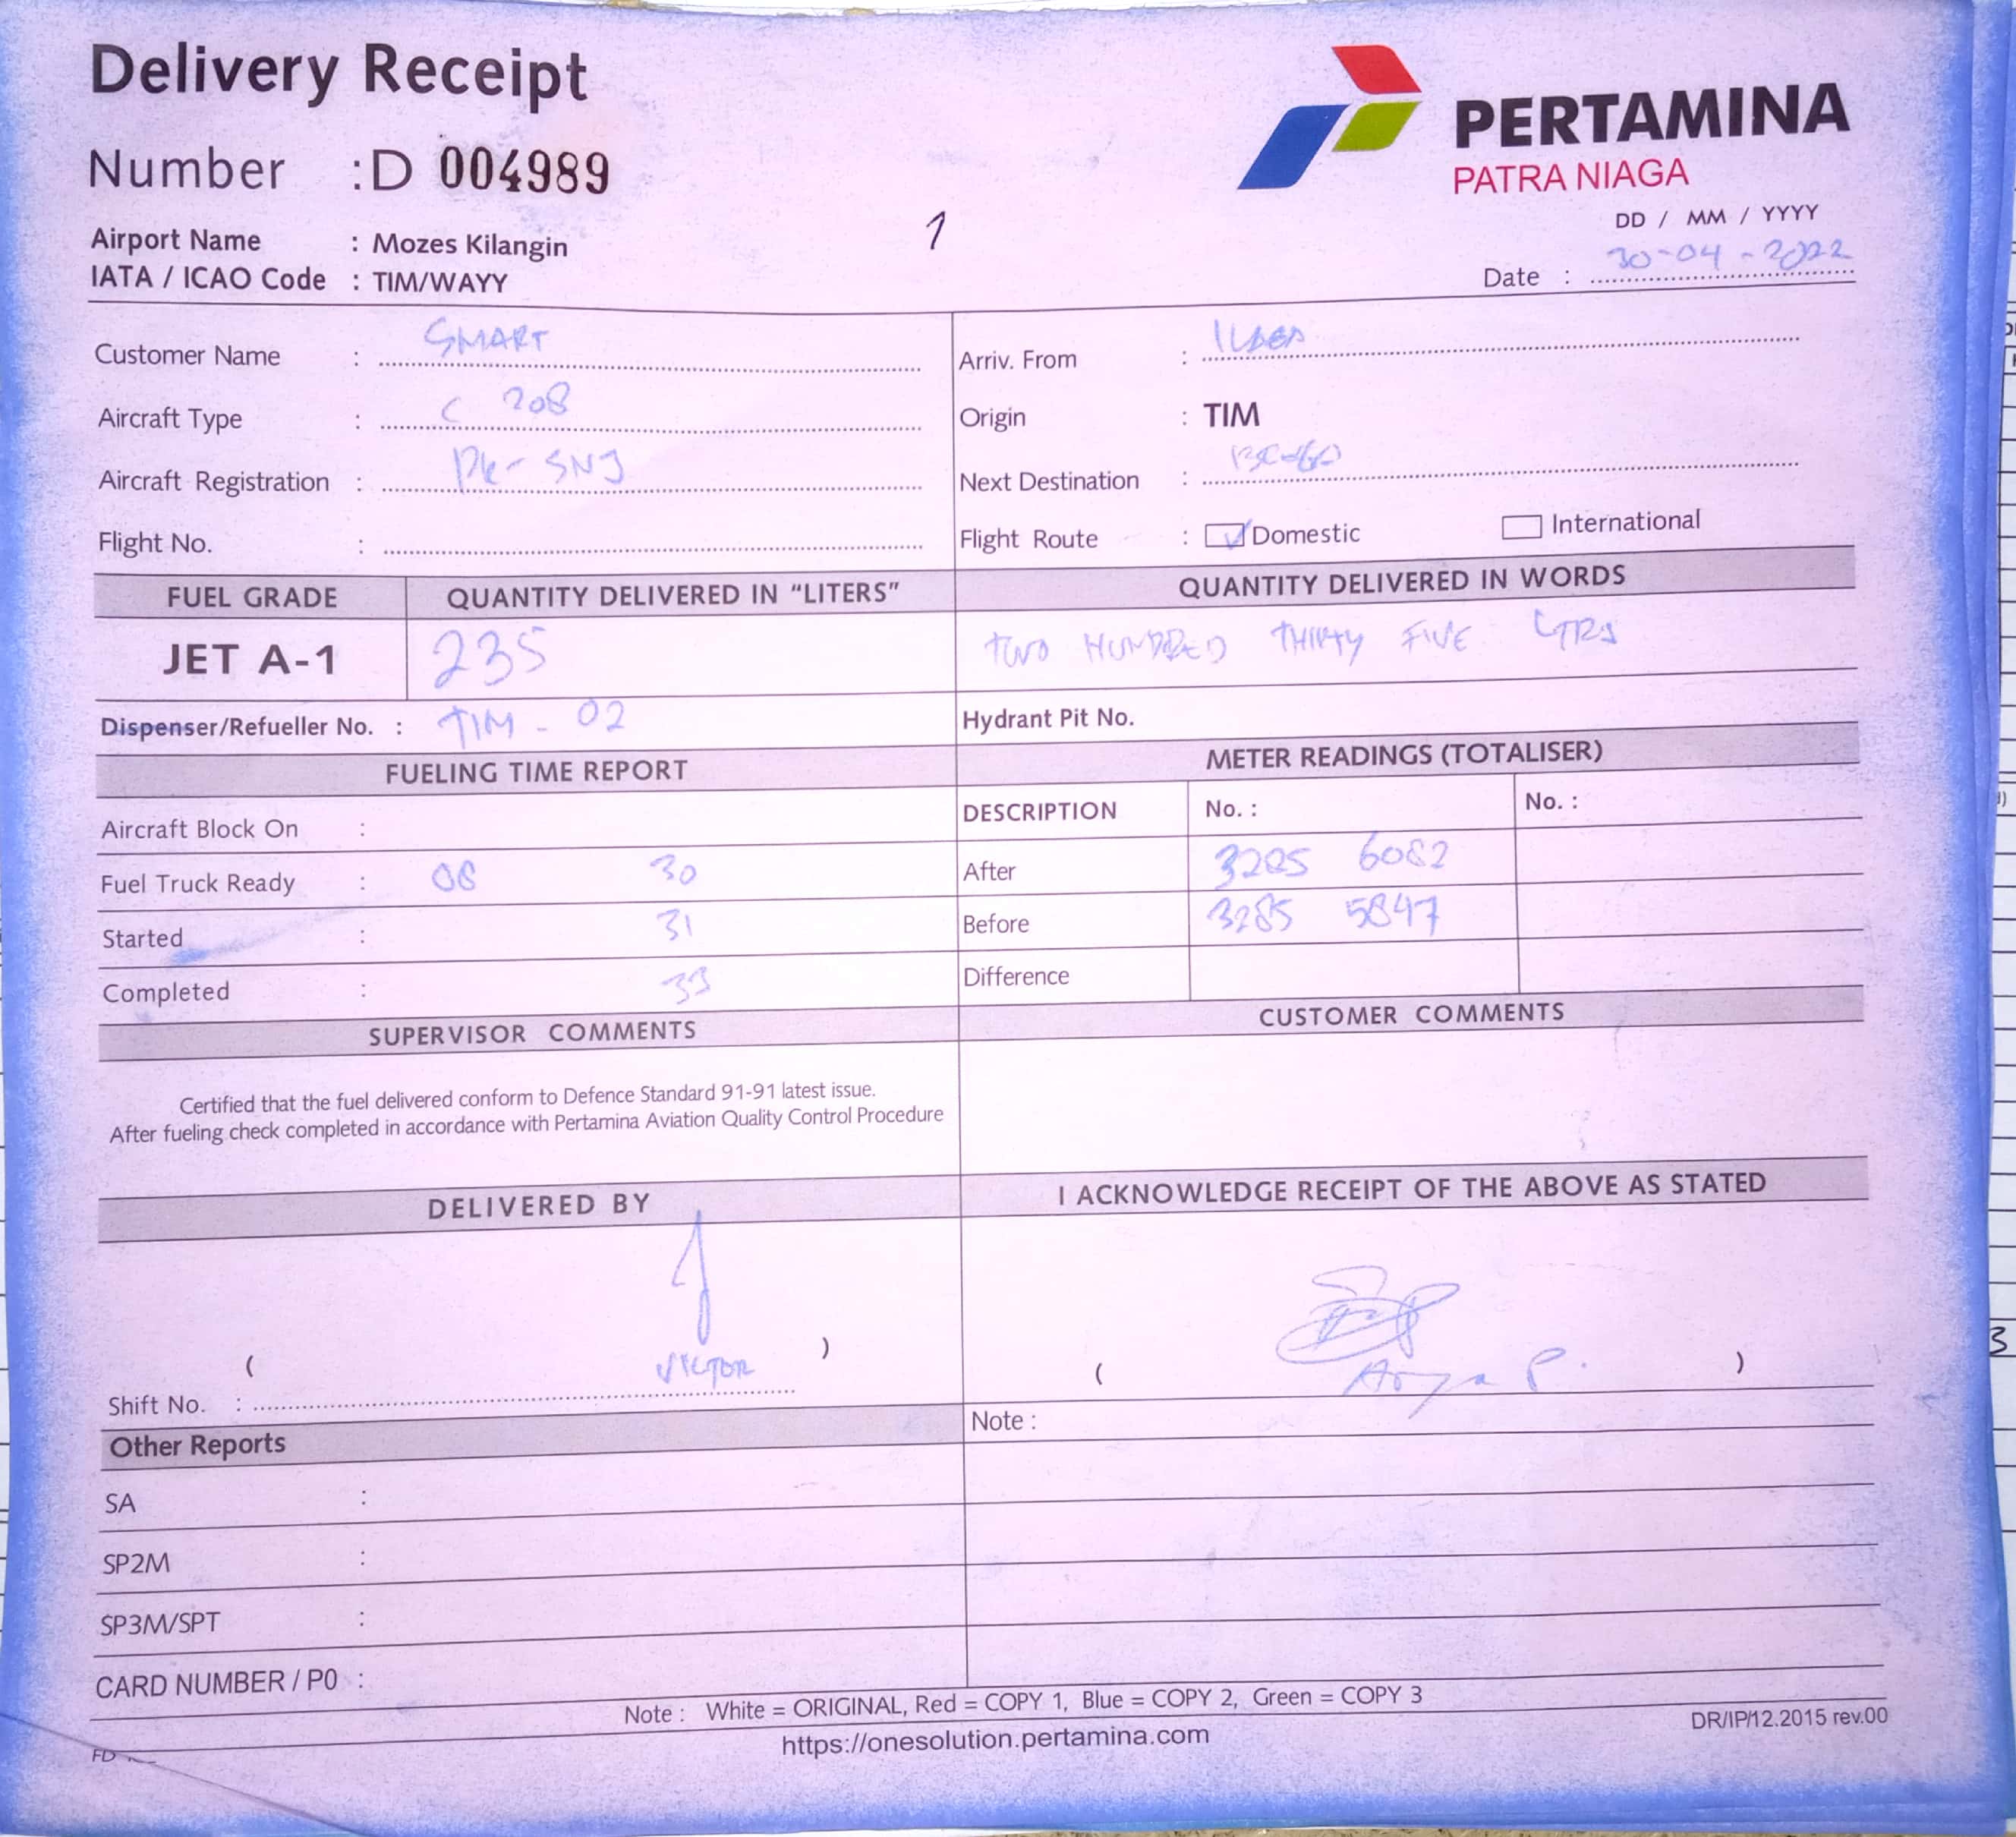 Delivery Receipt
PERTAMINA
PATRA NIAGA
Number : D 004989
1
DD / MM / YYYY
Airport Name : Mozes Kilangin
Date : 30-04-2022
IATA / ICAO Code : TIM/WAYY
Customer Name : SMART
Arriv. From :
Aircraft Type : C 208
Origin : TIM
Aircraft Registration : PK-SNJ
Next Destination :
Flight No. :
Flight Route : Domestic International
FUEL GRADE QUANTITY DELIVERED IN “LITERS” QUANTITY DELIVERED IN WORDS
JET A-1 235 TWO HUNDRED THIRTY FIVE LTRS
Dispenser/Refueller No. : TIM - 02
Hydrant Pit No.
FUELING TIME REPORT METER READINGS (TOTALISER)
Aircraft Block On :
DESCRIPTION No. : No. :
Fuel Truck Ready : 08 30
After 3285 6082
Started : 31
Before 3285 5847
Completed : 33
Difference
SUPERVISOR COMMENTS CUSTOMER COMMENTS
Certified that the fuel delivered conform to Defence Standard 91-91 latest issue.
After fueling check completed in accordance with Pertamina Aviation Quality Control Procedure
DELIVERED BY I ACKNOWLEDGE RECEIPT OF THE ABOVE AS STATED
( VICTOR )
( Arya P. )
Shift No. :
Note :
Other Reports
SA :
SP2M :
SP3M/SPT :
CARD NUMBER / P0 :
Note : White = ORIGINAL, Red = COPY 1, Blue = COPY 2, Green = COPY 3
DR/IP/12.2015 rev.00
https://onesolution.pertamina.com
FD